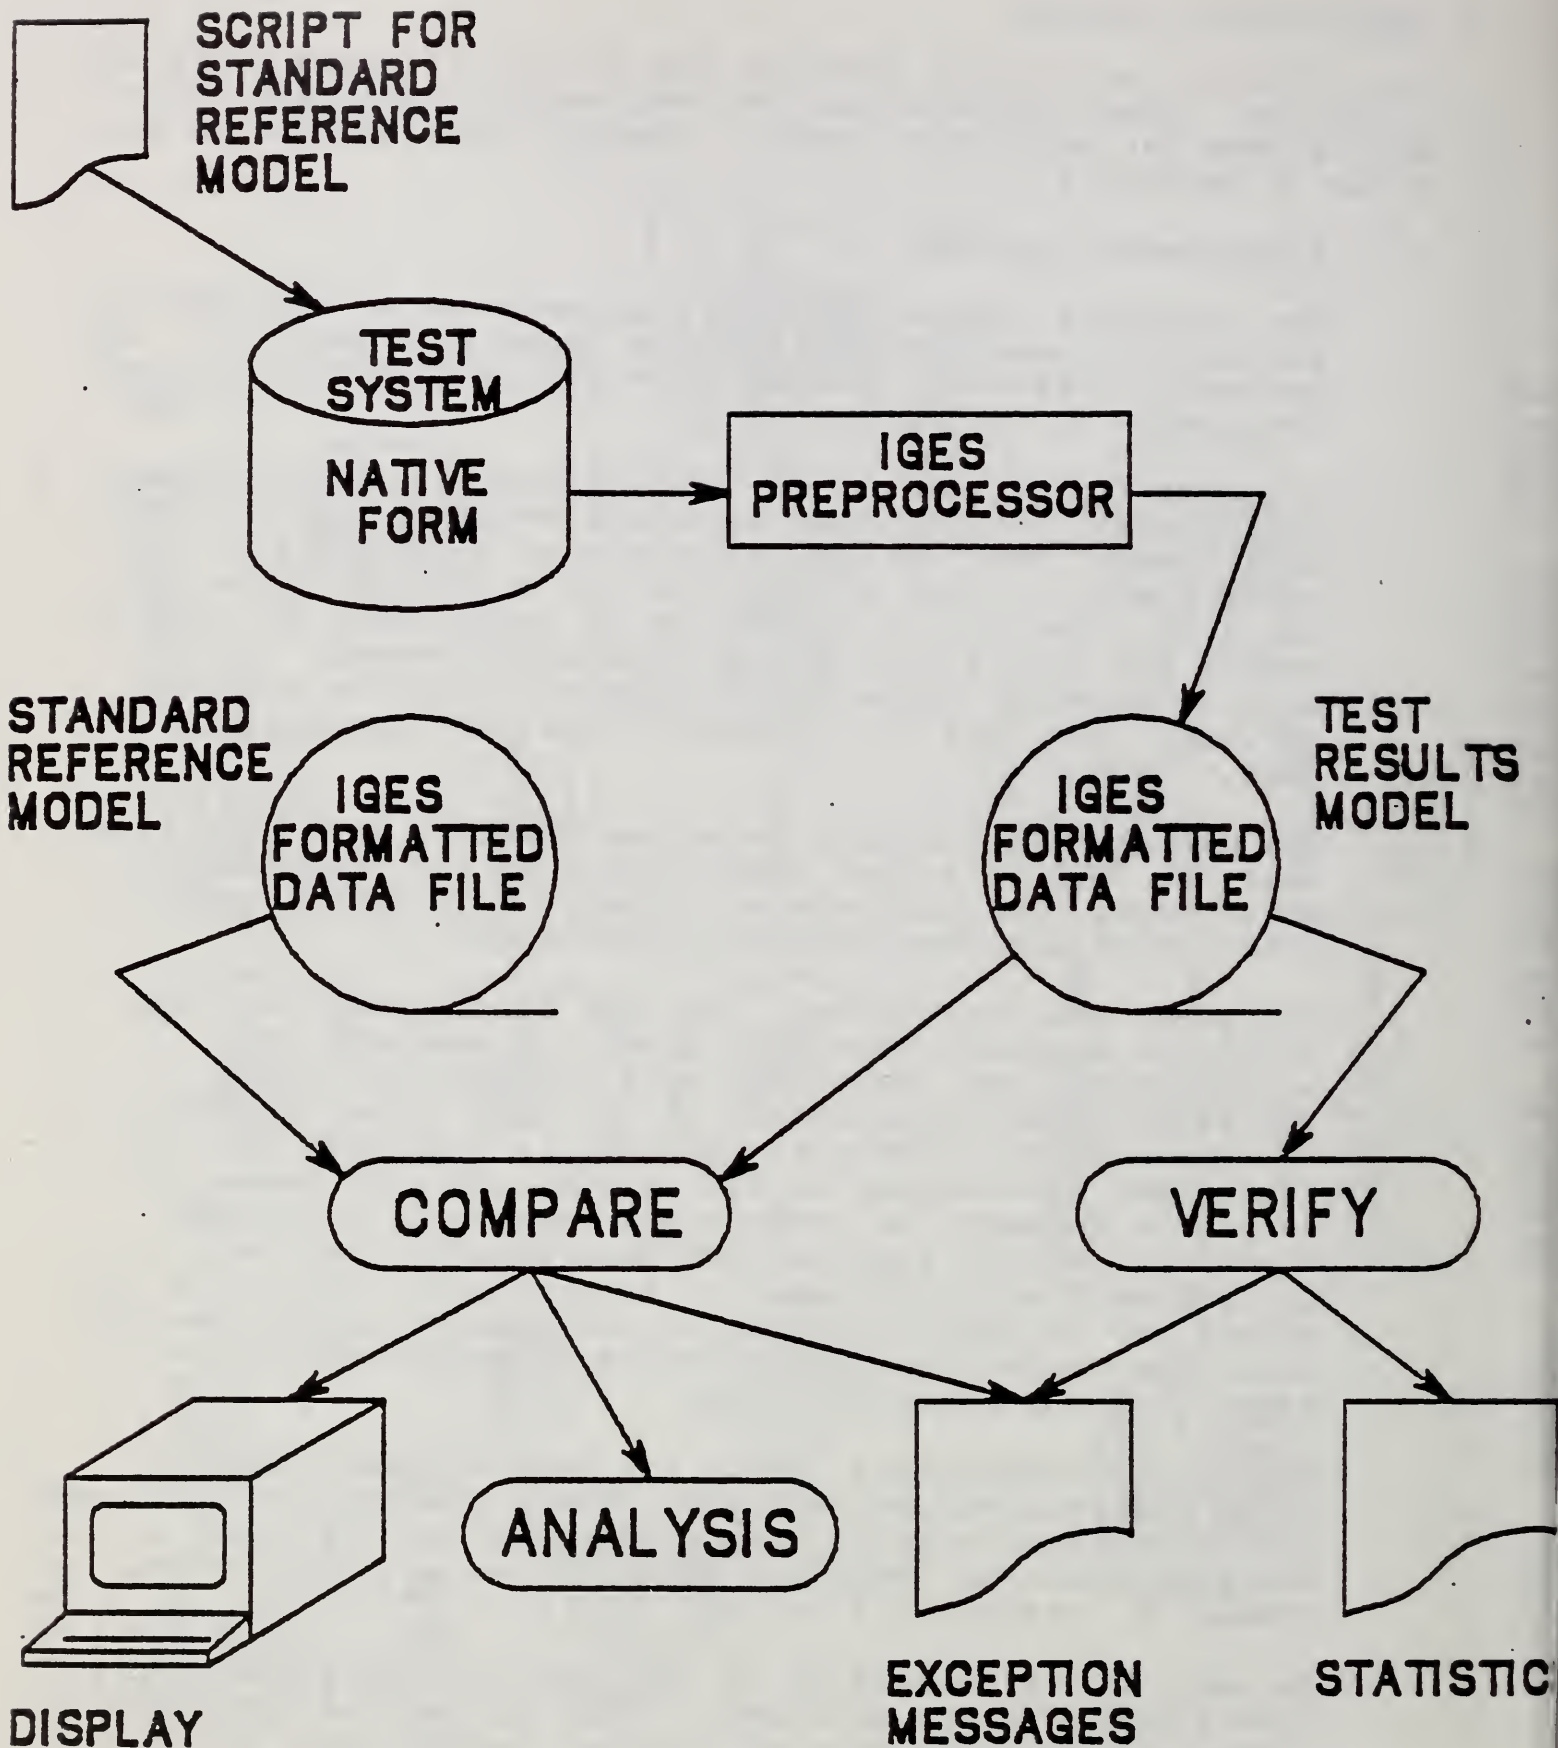 SCRIPT FOR
STANDARD
REFERENCE
MODEL
TEST
SYSTEM
NATIVE
FORM
IGES
PREPROCESSOR
STANDARD
REFERENCE
MODEL
IGES
FORMATTED
DATA FILE
IGES
FORMATTED
DATA FILE
TEST
RESULTS
MODEL
COMPARE
VERIFY
ANALYSIS
DISPLAY
EXCEPTION
MESSAGES
STATISTIC